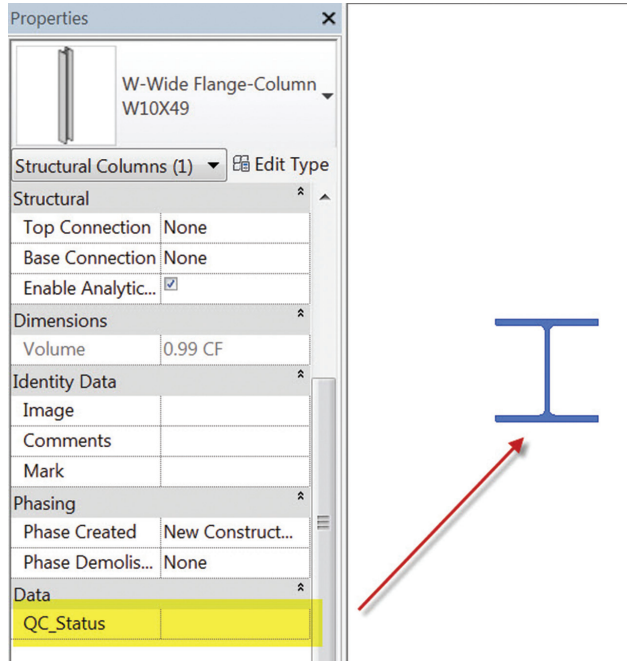 Properties
W-Wide Flange-Column
W10X49
Structural Columns (1) Edit Type
Structural
Top Connection None
Base Connection None
Enable Analytic...
Dimensions
Volume 0.99 CF
Identity Data
Image
Comments
Mark
Phasing
Phase Created New Construct...
Phase Demolis... None
Data
QC_Status